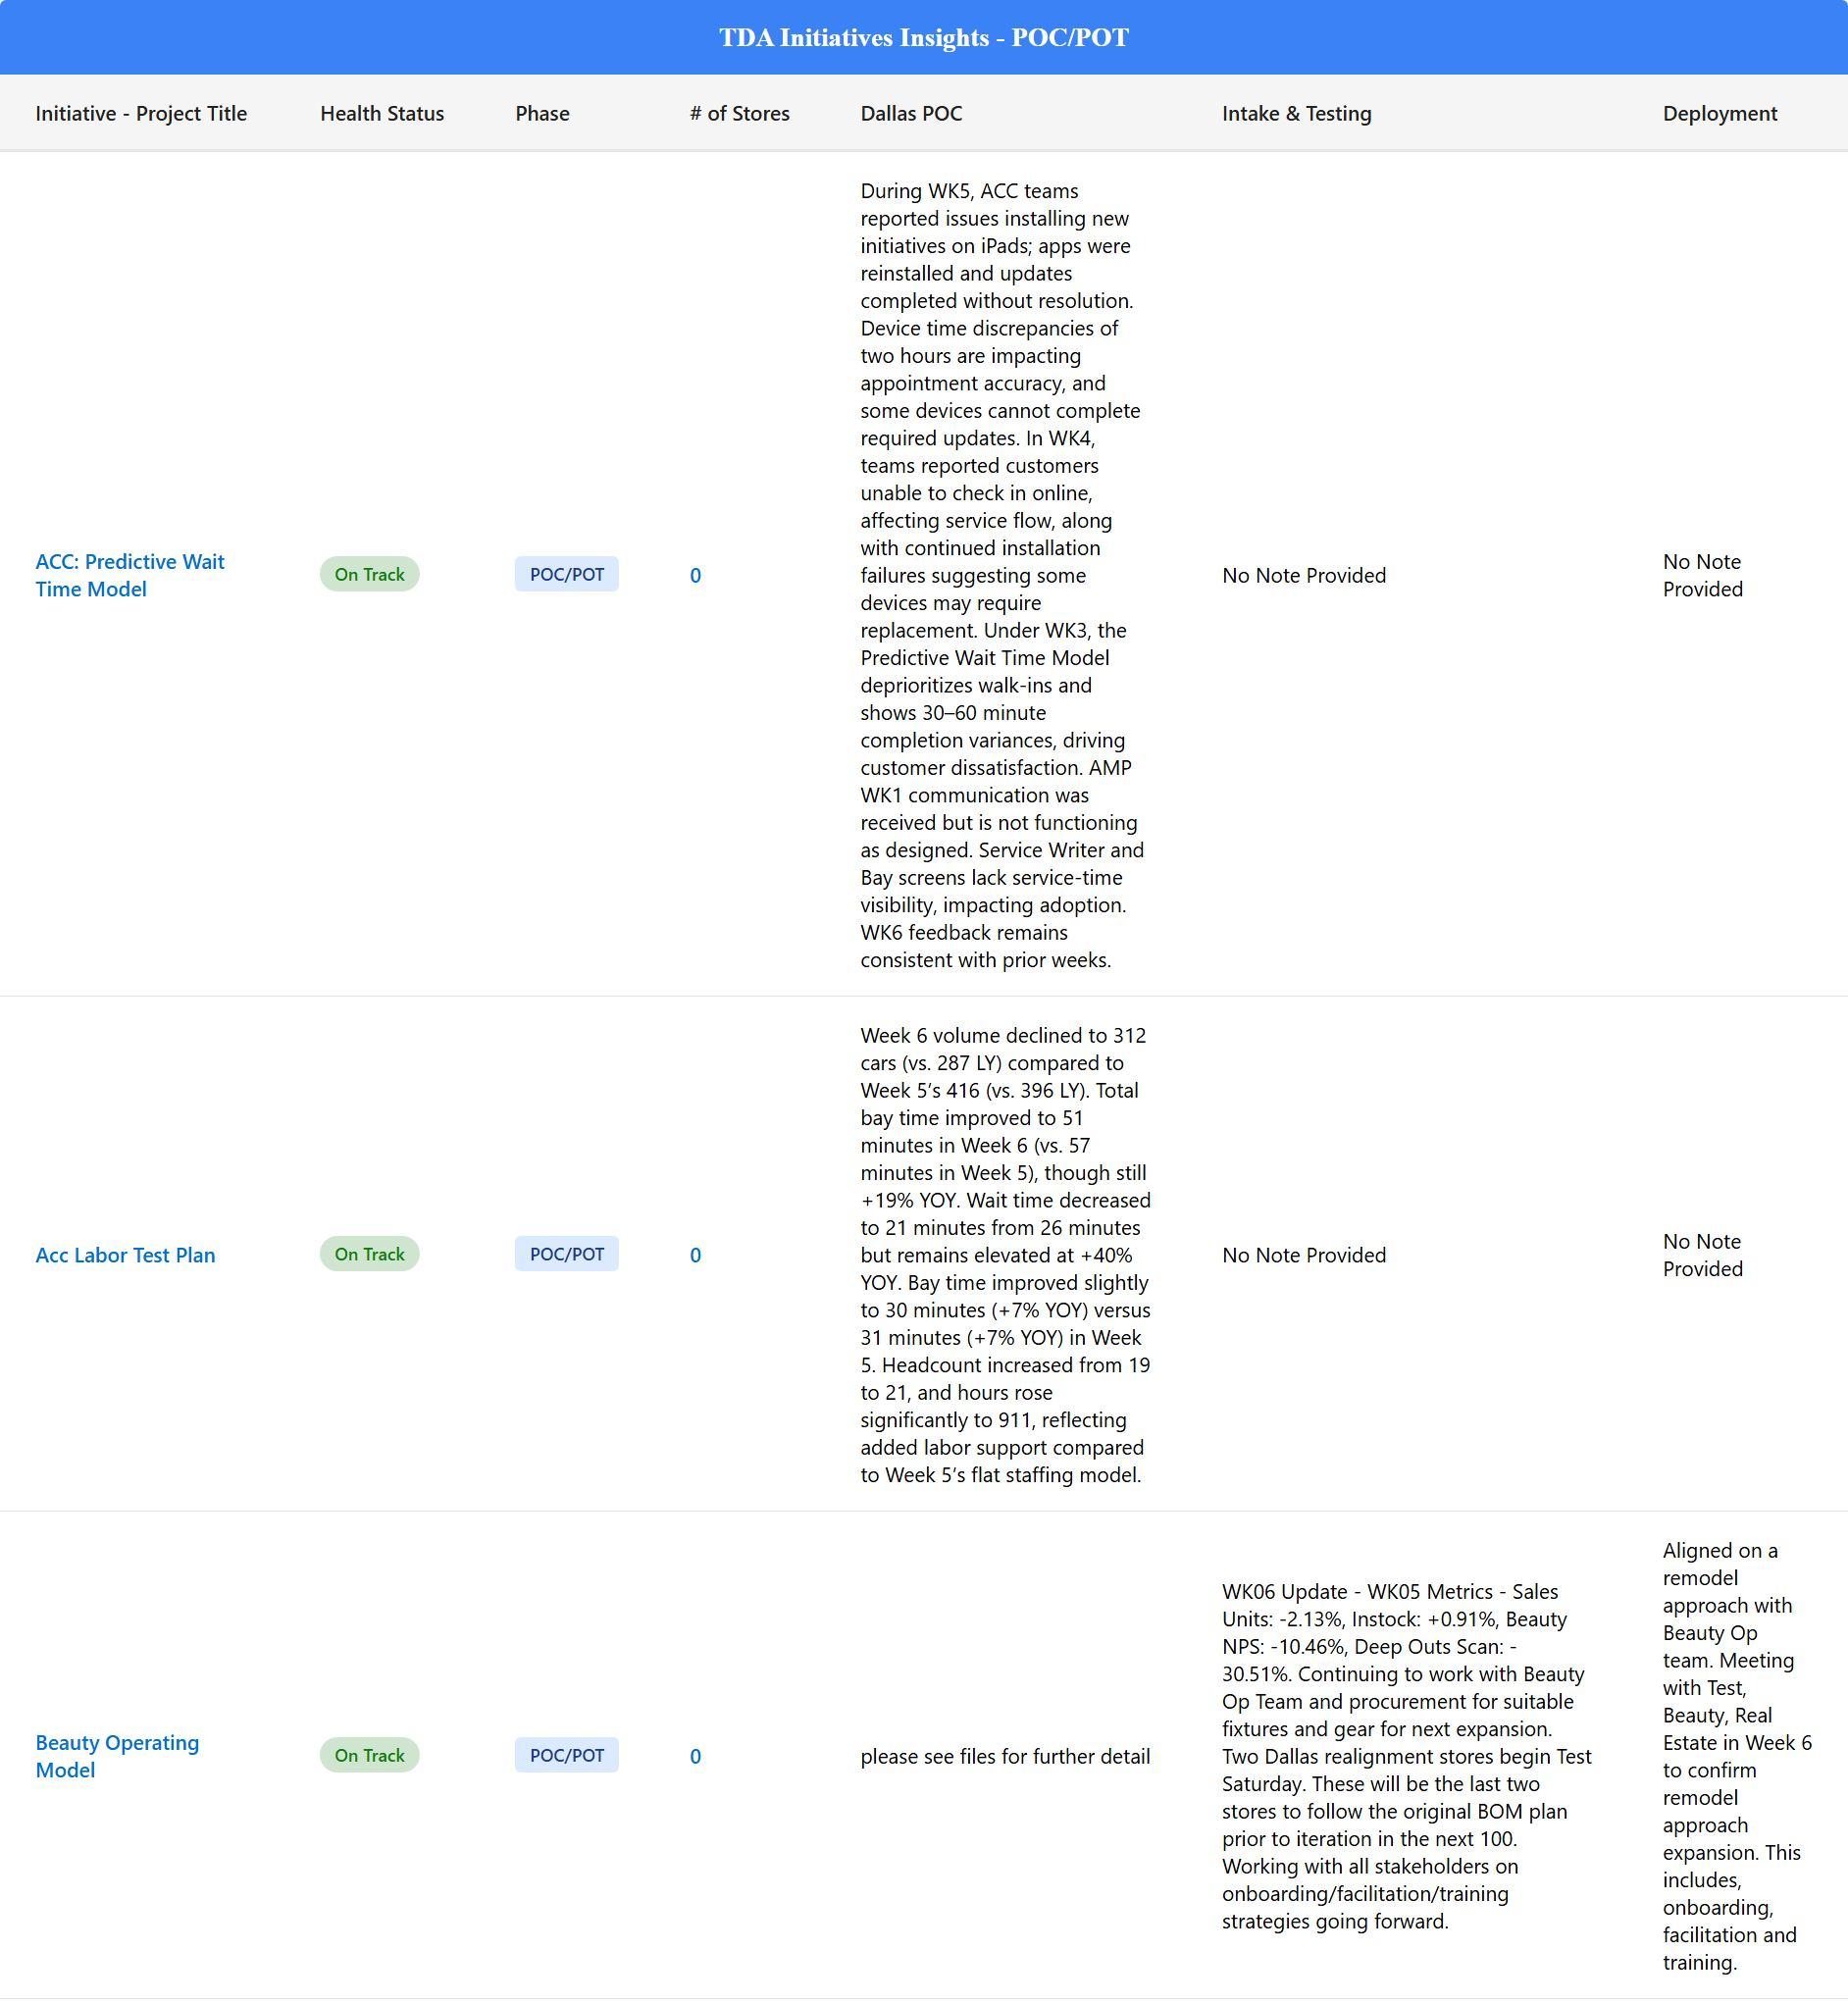 TDA Initiatives Insights - POC/POT
Initiative - Project Title
Health Status
Phase
# of Stores
Dallas POC
Intake & Testing
Deployment
ACC: Predictive Wait
Time Model
On Track
POC/POT
0
During WK5, ACC teams
reported issues installing new
initiatives on iPads; apps were
reinstalled and updates
completed without resolution.
Device time discrepancies of
two hours are impacting
appointment accuracy, and
some devices cannot complete
required updates. In WK4,
teams reported customers
unable to check in online,
affecting service flow, along
with continued installation
failures suggesting some
devices may require
replacement. Under WK3, the
Predictive Wait Time Model
deprioritizes walk-ins and
shows 30–60 minute
completion variances, driving
customer dissatisfaction. AMP
WK1 communication was
received but is not functioning
as designed. Service Writer and
Bay screens lack service-time
visibility, impacting adoption.
WK6 feedback remains
consistent with prior weeks.
No Note Provided
No Note
Provided
Acc Labor Test Plan
On Track
POC/POT
0
Week 6 volume declined to 312
cars (vs. 287 LY) compared to
Week 5’s 416 (vs. 396 LY). Total
bay time improved to 51
minutes in Week 6 (vs. 57
minutes in Week 5), though still
+19% YOY. Wait time decreased
to 21 minutes from 26 minutes
but remains elevated at +40%
YOY. Bay time improved slightly
to 30 minutes (+7% YOY) versus
31 minutes (+7% YOY) in Week
5. Headcount increased from 19
to 21, and hours rose
significantly to 911, reflecting
added labor support compared
to Week 5’s flat staffing model.
No Note Provided
No Note
Provided
Beauty Operating
Model
On Track
POC/POT
0
please see files for further detail
WK06 Update - WK05 Metrics - Sales
Units: -2.13%, Instock: +0.91%, Beauty
NPS: -10.46%, Deep Outs Scan: -
30.51%. Continuing to work with Beauty
Op Team and procurement for suitable
fixtures and gear for next expansion.
Two Dallas realignment stores begin Test
Saturday. These will be the last two
stores to follow the original BOM plan
prior to iteration in the next 100.
Working with all stakeholders on
onboarding/facilitation/training
strategies going forward.
Aligned on a
remodel
approach with
Beauty Op
team. Meeting
with Test,
Beauty, Real
Estate in Week 6
to confirm
remodel
approach
expansion. This
includes,
onboarding,
facilitation and
training.